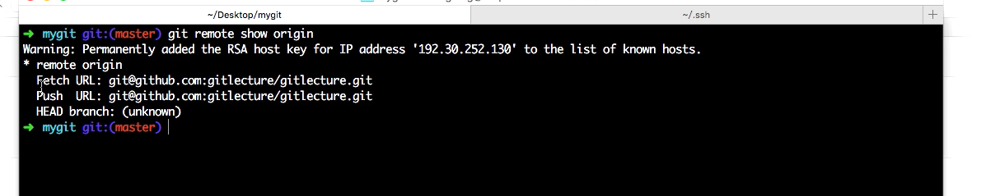 ~/Desktop/mygit ~/.ssh +
➜ mygit git:(master) git remote show origin
Warning: Permanently added the RSA host key for IP address '192.30.252.130' to the list of known hosts.
* remote origin
Fetch URL: git@github.com:gitlecture/gitlecture.git
Push  URL: git@github.com:gitlecture/gitlecture.git
HEAD branch: (unknown)
➜ mygit git:(master)